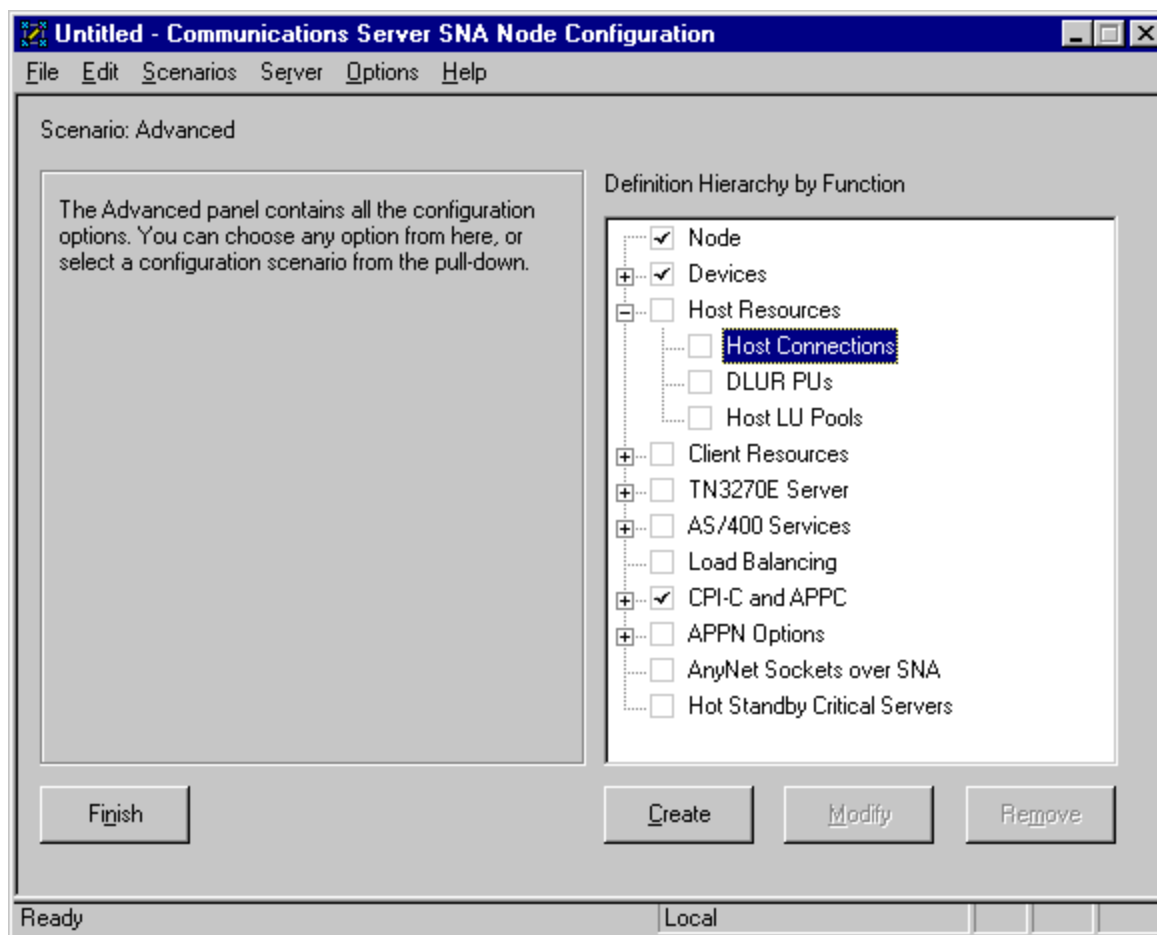 Untitled - Communications Server SNA Node Configuration
File Edit Scenarios Server Options Help
Scenario: Advanced
The Advanced panel contains all the configuration
options. You can choose any option from here, or
select a configuration scenario from the pull-down.
Definition Hierarchy by Function
Node
Devices
Host Resources
Host Connections
DLUR PUs
Host LU Pools
Client Resources
TN3270E Server
AS/400 Services
Load Balancing
CPI-C and APPC
APPN Options
AnyNet Sockets over SNA
Hot Standby Critical Servers
Finish
Create
Modify
Remove
Ready
Local